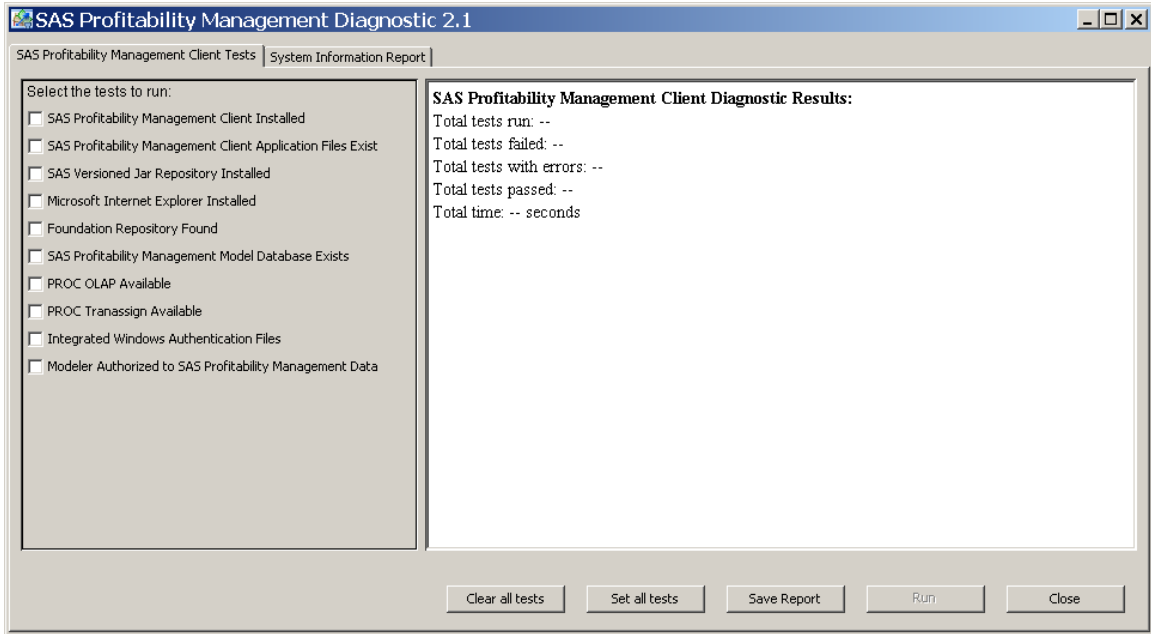 SAS Profitability Management Diagnostic 2.1
SAS Profitability Management Client Tests
System Information Report
Select the tests to run:
SAS Profitability Management Client Installed
SAS Profitability Management Client Application Files Exist
SAS Versioned Jar Repository Installed
Microsoft Internet Explorer Installed
Foundation Repository Found
SAS Profitability Management Model Database Exists
PROC OLAP Available
PROC Tranassign Available
Integrated Windows Authentication Files
Modeler Authorized to SAS Profitability Management Data
SAS Profitability Management Client Diagnostic Results:
Total tests run: --
Total tests failed: --
Total tests with errors: --
Total tests passed: --
Total time: -- seconds
Clear all tests
Set all tests
Save Report
Run
Close